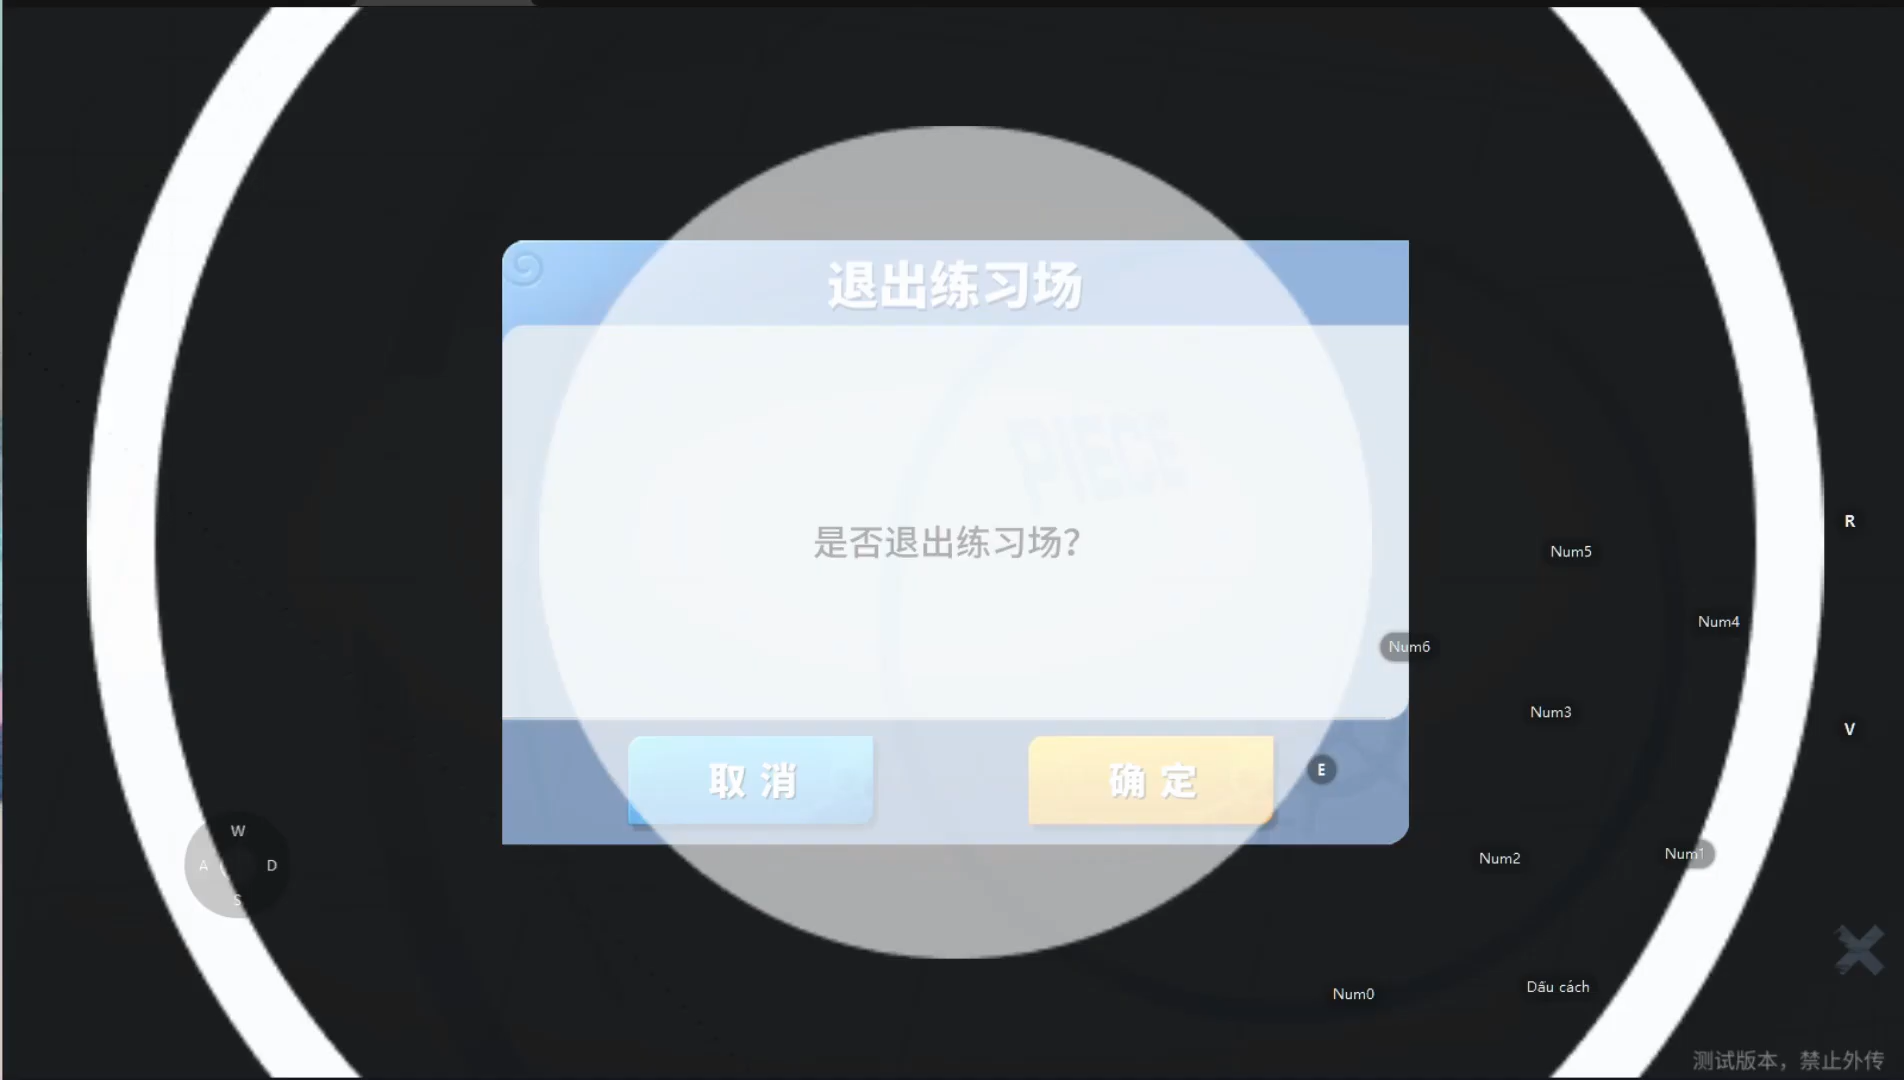 退出练习场
PIECE
是否退出练习场？
取消
确定
E
R
Num5
Num4
Num6
Num3
V
W
A
D
S
Num2
Num1
Num0
Dấu cách
测试版本，禁止外传